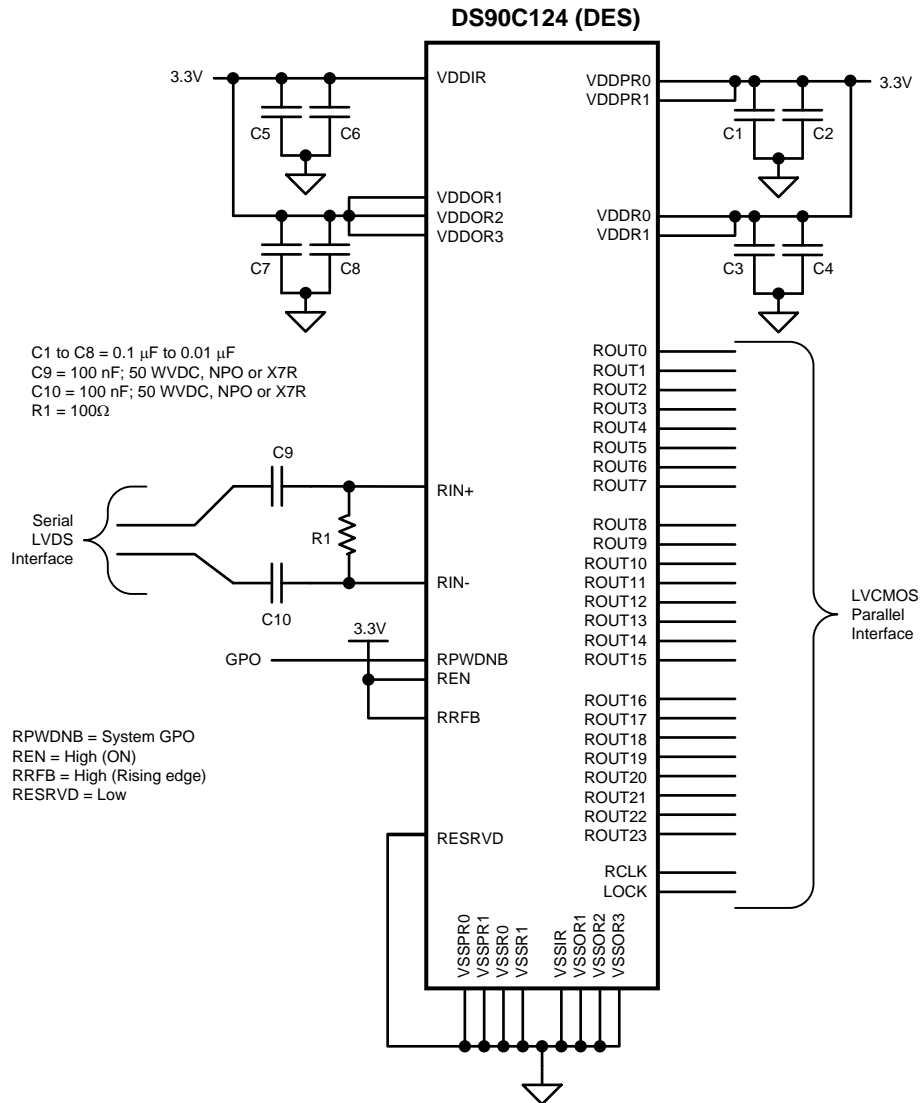 DS90C124 (DES)
3.3V
VDDIR
VDDPR0
VDDPR1
3.3V
C5
C6
C1
C2
VDDOR1
VDDOR2
VDDOR3
VDDR0
VDDR1
C7
C8
C3
C4
C1 to C8 = 0.1 μF to 0.01 μF
C9 = 100 nF; 50 WVDC, NPO or X7R
C10 = 100 nF; 50 WVDC, NPO or X7R
R1 = 100Ω
Serial
LVDS
Interface
C9
C10
R1
RIN+
RIN-
3.3V
GPO
RPWDNB
REN
RRFB
RPWDNB = System GPO
REN = High (ON)
RRFB = High (Rising edge)
RESRVD = Low
RESRVD
ROUT0
ROUT1
ROUT2
ROUT3
ROUT4
ROUT5
ROUT6
ROUT7
ROUT8
ROUT9
ROUT10
ROUT11
ROUT12
ROUT13
ROUT14
ROUT15
ROUT16
ROUT17
ROUT18
ROUT19
ROUT20
ROUT21
ROUT22
ROUT23
RCLK
LOCK
LVCMOS
Parallel
Interface
VSSPR0
VSSPR1
VSSR0
VSSR1
VSSIR
VSSOR1
VSSOR2
VSSOR3